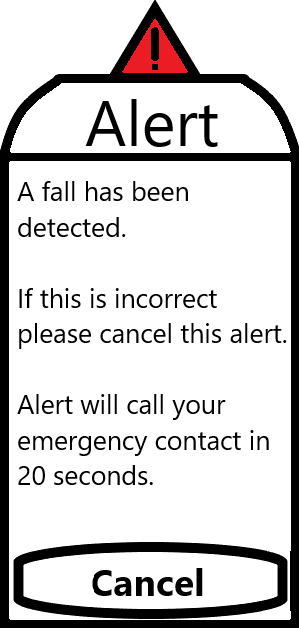 !
Alert
A fall has been
detected.
If this is incorrect
please cancel this alert.
Alert will call your
emergency contact in
20 seconds.
Cancel